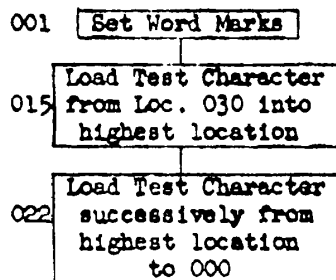 001 Set Word Marks
Load Test Character
015 from Loc. 030 into
highest location
Load Test Character
022 successively from
highest location
to 000